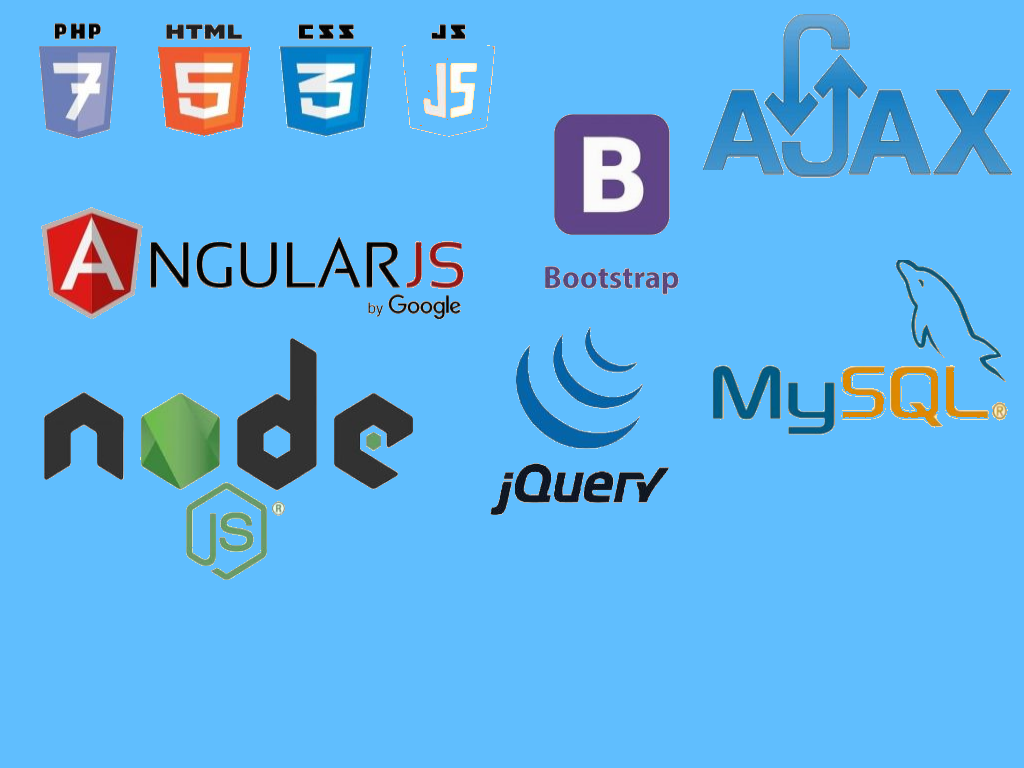 PHP HTML CSS JS
7 5 3 JS
AJAX
B
Bootstrap
ANGULARJS
by Google
node
JS®
jQuery
MySQL®